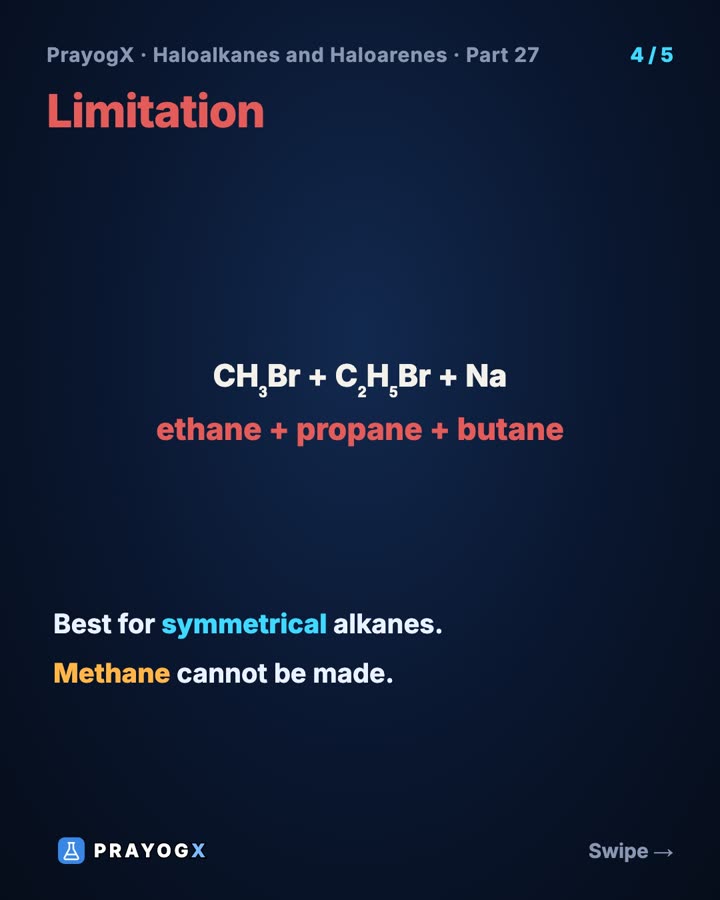 PrayogX · Haloalkanes and Haloarenes · Part 27
4 / 5
Limitation
CH₃Br + C₂H₅Br + Na
ethane + propane + butane
Best for symmetrical alkanes.
Methane cannot be made.
PRAYOGX
Swipe →